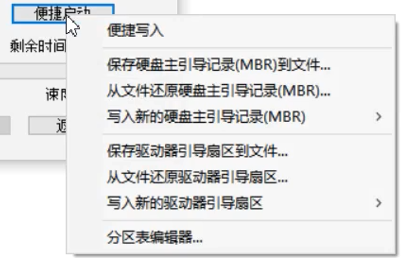 便捷启动
便捷写入
剩余时间
保存硬盘主引导记录(MBR)到文件...
从文件还原硬盘主引导记录(MBR)...
速
写入新的硬盘主引导记录(MBR)
保存驱动器引导扇区到文件...
从文件还原驱动器引导扇区...
写入新的驱动器引导扇区
分区表编辑器...